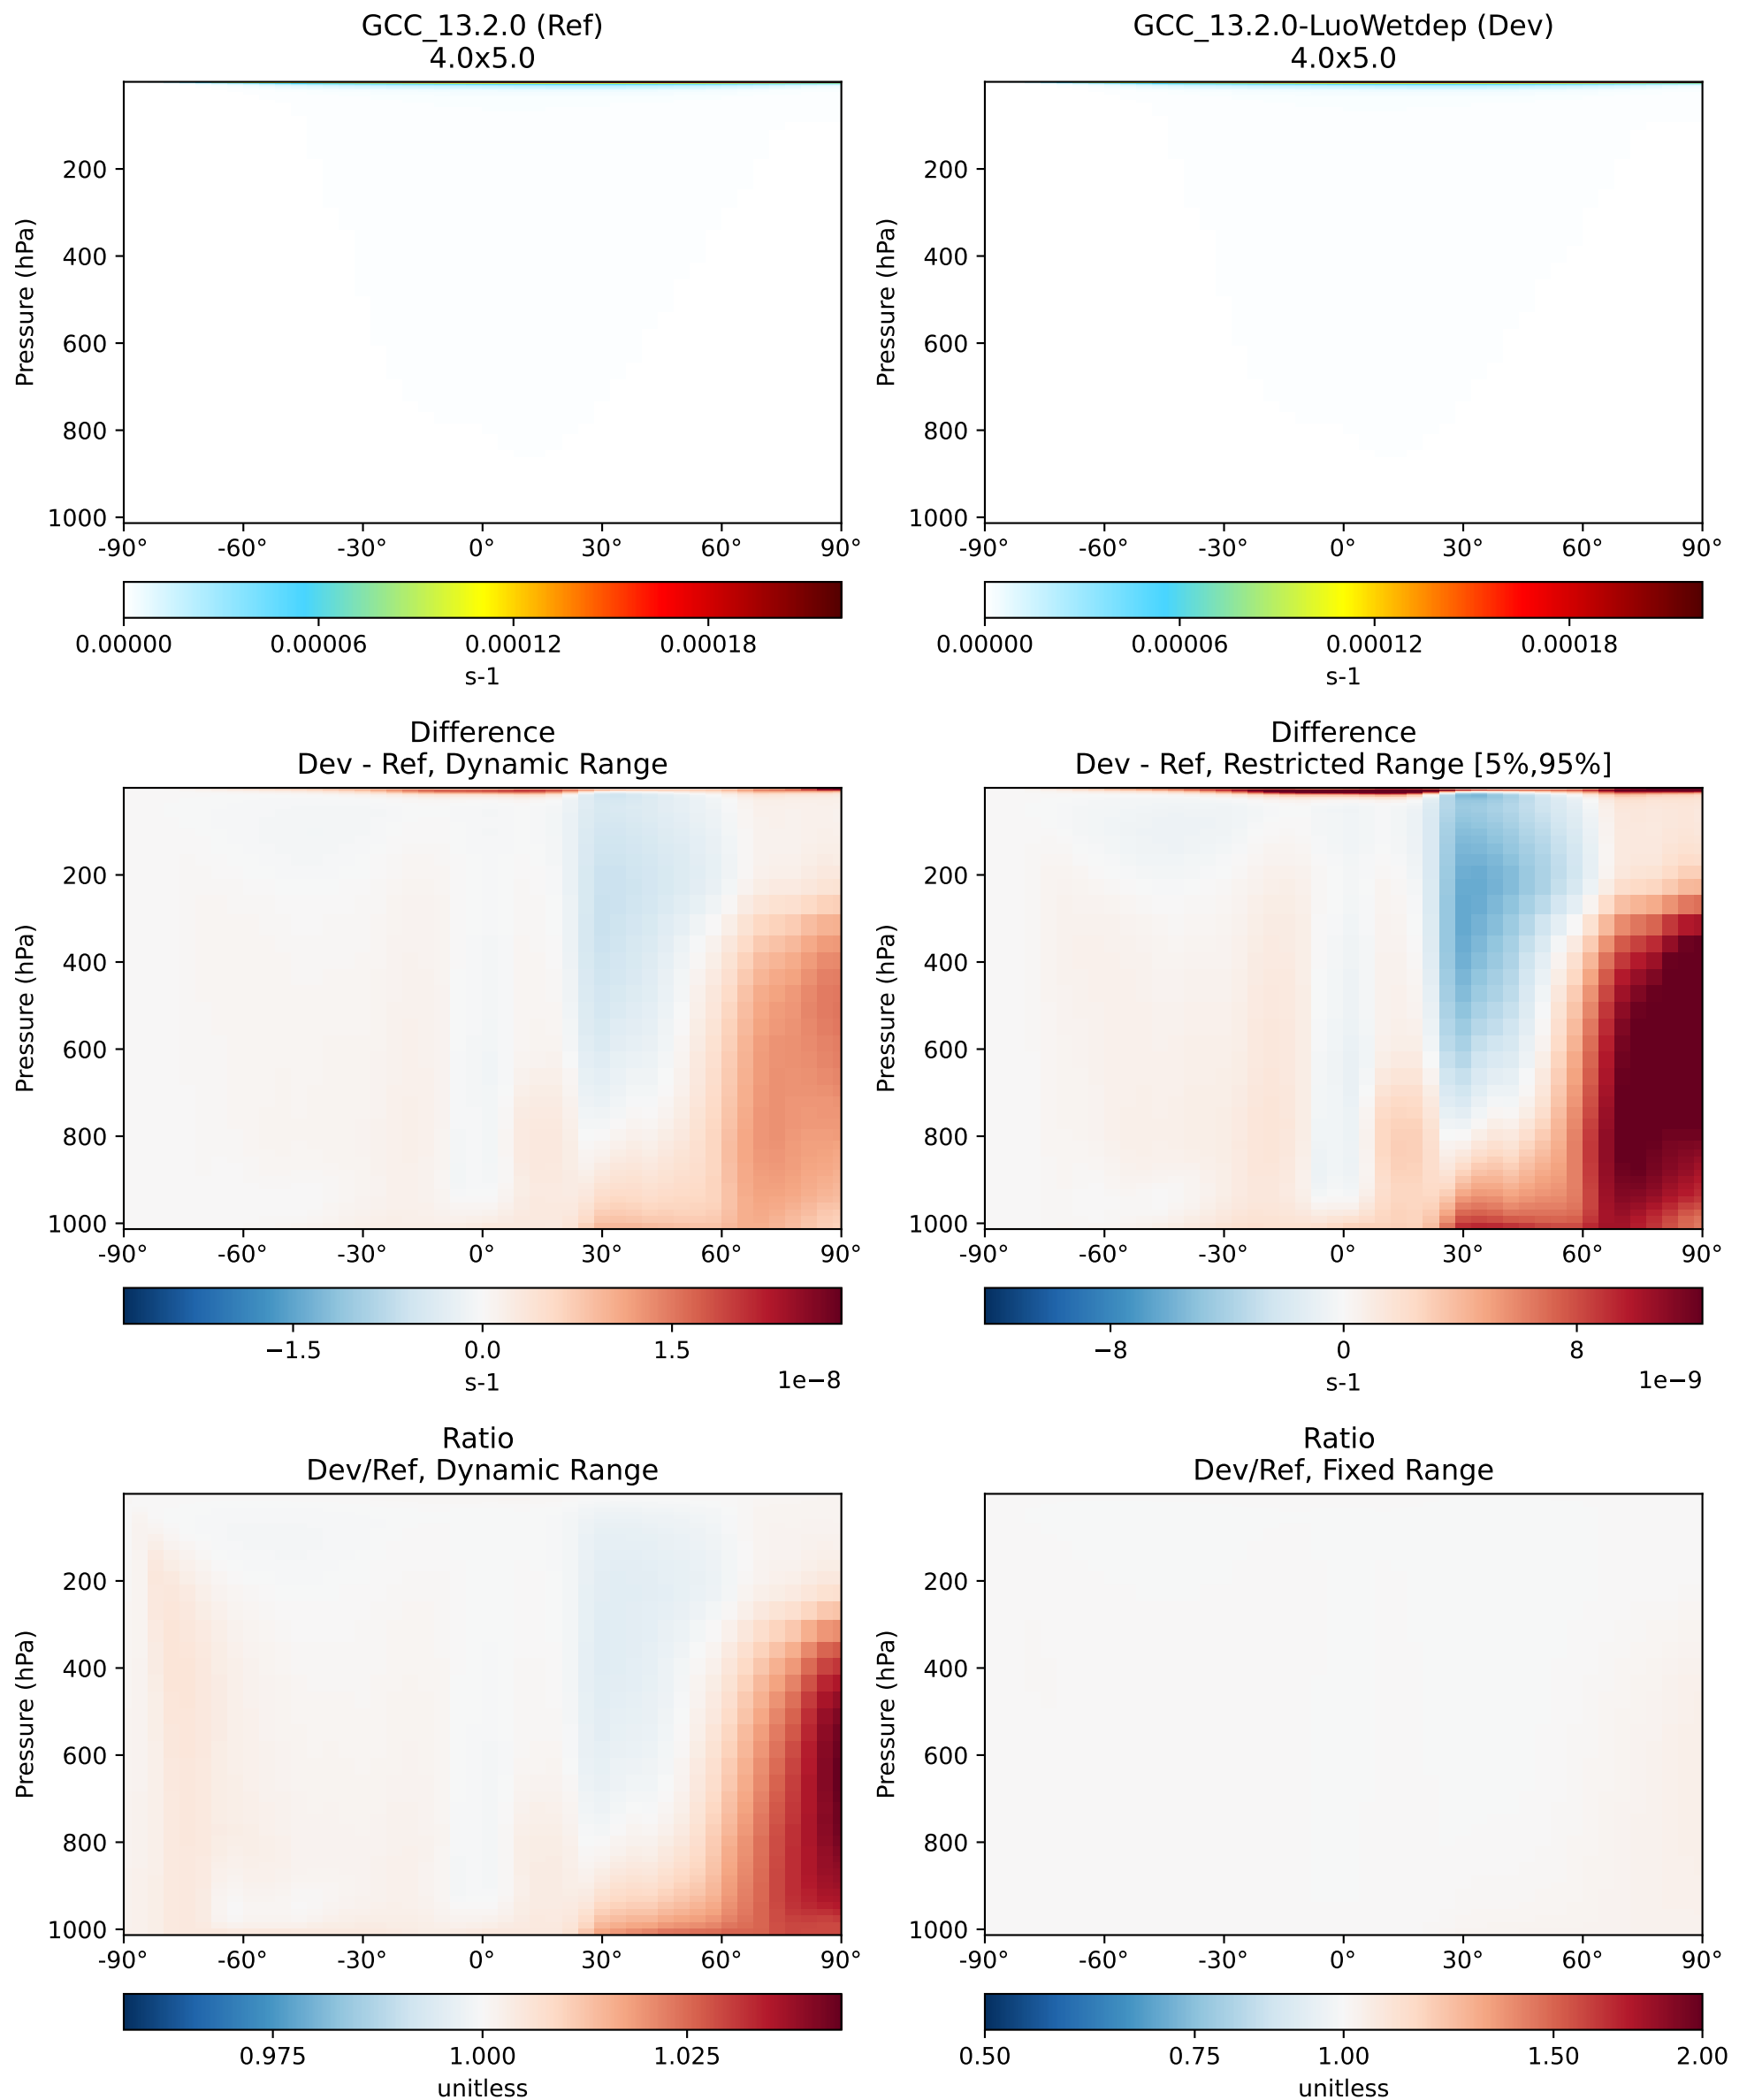 GCC_13.2.0 (Ref)
4.0x5.0
Pressure (hPa)
200
400
600
800
1000
-90° -60° -30° 0° 30° 60° 90°
0.00000 0.00006 0.00012 0.00018
s-1
GCC_13.2.0-LuoWetdep (Dev)
4.0x5.0
Pressure (hPa)
200
400
600
800
1000
-90° -60° -30° 0° 30° 60° 90°
0.00000 0.00006 0.00012 0.00018
s-1
Difference
Dev - Ref, Dynamic Range
Pressure (hPa)
200
400
600
800
1000
-90° -60° -30° 0° 30° 60° 90°
−1.5 0.0 1.5
s-1 1e−8
Difference
Dev - Ref, Restricted Range [5%,95%]
Pressure (hPa)
200
400
600
800
1000
-90° -60° -30° 0° 30° 60° 90°
−8 0 8
s-1 1e−9
Ratio
Dev/Ref, Dynamic Range
Pressure (hPa)
200
400
600
800
1000
-90° -60° -30° 0° 30° 60° 90°
0.975 1.000 1.025
unitless
Ratio
Dev/Ref, Fixed Range
Pressure (hPa)
200
400
600
800
1000
-90° -60° -30° 0° 30° 60° 90°
0.50 0.75 1.00 1.50 2.00
unitless